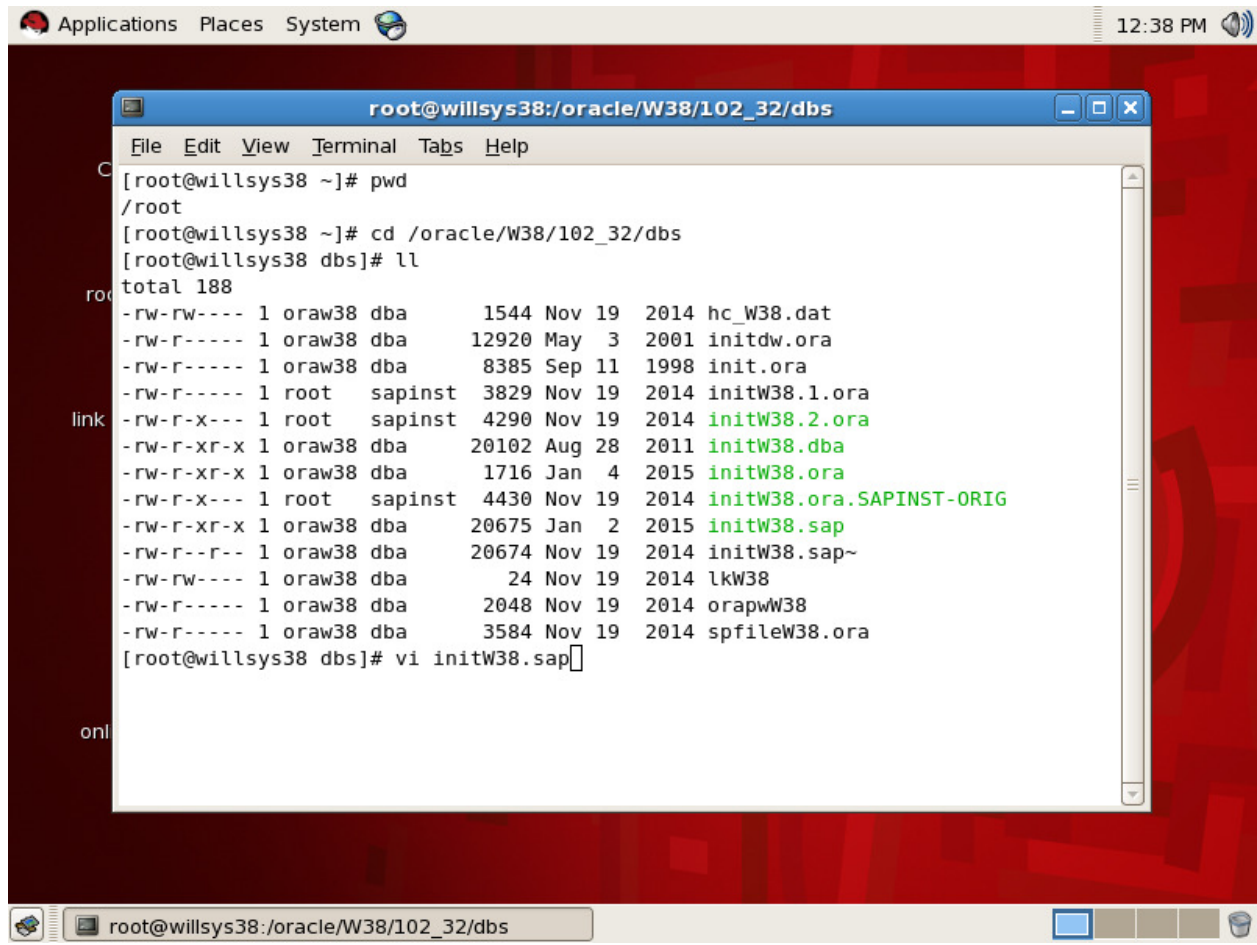 Applications Places System 12:38 PM
root@willsys38:/oracle/W38/102_32/dbs
File Edit View Terminal Tabs Help
[root@willsys38 ~]# pwd
/root
[root@willsys38 ~]# cd /oracle/W38/102_32/dbs
[root@willsys38 dbs]# ll
total 188
-rw-rw---- 1 oraw38 dba 1544 Nov 19 2014 hc_W38.dat
-rw-r----- 1 oraw38 dba 12920 May 3 2001 initdw.ora
-rw-r----- 1 oraw38 dba 8385 Sep 11 1998 init.ora
-rw-r----- 1 root sapinst 3829 Nov 19 2014 initW38.1.ora
-rw-r-x--- 1 root sapinst 4290 Nov 19 2014 initW38.2.ora
-rw-r-xr-x 1 oraw38 dba 20102 Aug 28 2011 initW38.dba
-rw-r-xr-x 1 oraw38 dba 1716 Jan 4 2015 initW38.ora
-rw-r-x--- 1 root sapinst 4430 Nov 19 2014 initW38.ora.SAPINST-ORIG
-rw-r-xr-x 1 oraw38 dba 20675 Jan 2 2015 initW38.sap
-rw-r--r-- 1 oraw38 dba 20674 Nov 19 2014 initW38.sap~
-rw-rw---- 1 oraw38 dba 24 Nov 19 2014 lkW38
-rw-r----- 1 oraw38 dba 2048 Nov 19 2014 orapwW38
-rw-r----- 1 oraw38 dba 3584 Nov 19 2014 spfileW38.ora
[root@willsys38 dbs]# vi initW38.sap
C
roo
link
onl
root@willsys38:/oracle/W38/102_32/dbs